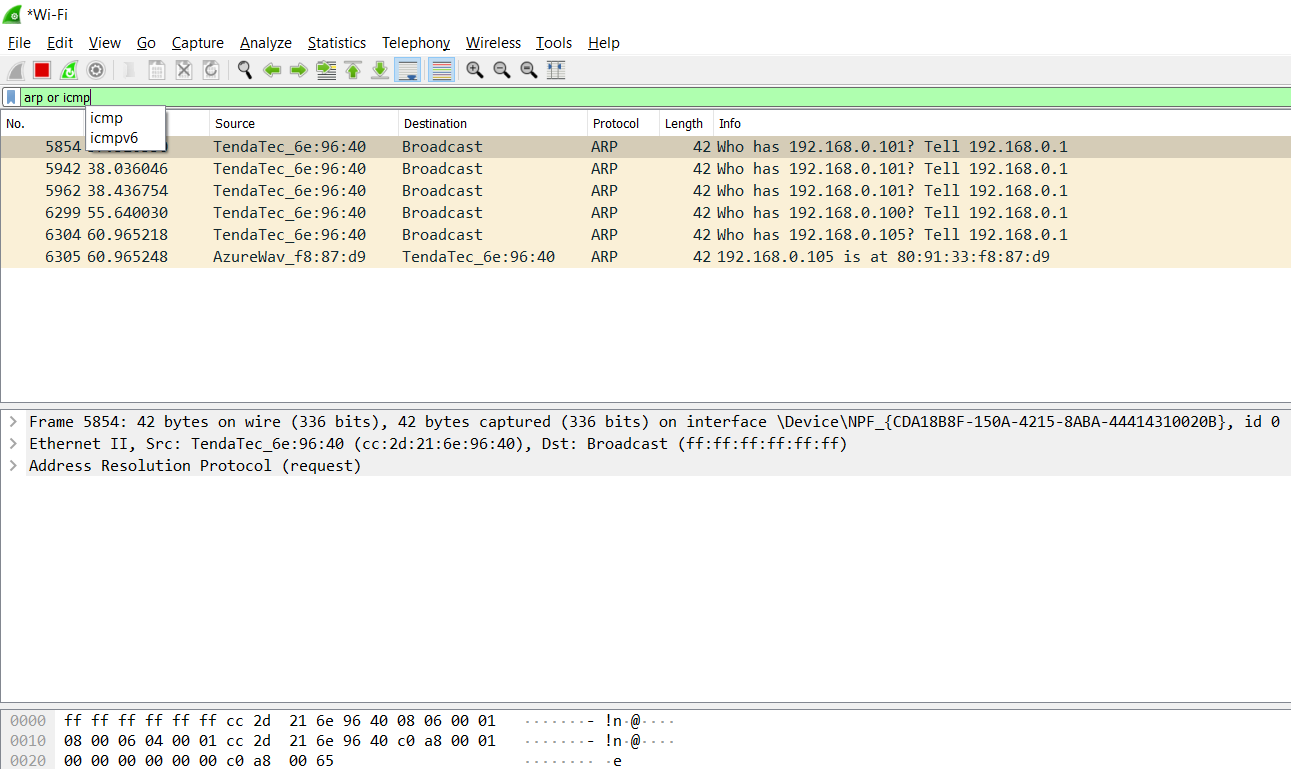 *Wi-Fi
File Edit View Go Capture Analyze Statistics Telephony Wireless Tools Help
arp or icmp
icmp
icmpv6
No. Source Destination Protocol Length Info
5854 TendaTec_6e:96:40 Broadcast ARP 42 Who has 192.168.0.101? Tell 192.168.0.1
5942 38.036046 TendaTec_6e:96:40 Broadcast ARP 42 Who has 192.168.0.101? Tell 192.168.0.1
5962 38.436754 TendaTec_6e:96:40 Broadcast ARP 42 Who has 192.168.0.101? Tell 192.168.0.1
6299 55.640030 TendaTec_6e:96:40 Broadcast ARP 42 Who has 192.168.0.100? Tell 192.168.0.1
6304 60.965218 TendaTec_6e:96:40 Broadcast ARP 42 Who has 192.168.0.105? Tell 192.168.0.1
6305 60.965248 AzureWav_f8:87:d9 TendaTec_6e:96:40 ARP 42 192.168.0.105 is at 80:91:33:f8:87:d9
Frame 5854: 42 bytes on wire (336 bits), 42 bytes captured (336 bits) on interface \Device\NPF_{CDA18B8F-150A-4215-8ABA-44414310020B}, id 0
Ethernet II, Src: TendaTec_6e:96:40 (cc:2d:21:6e:96:40), Dst: Broadcast (ff:ff:ff:ff:ff:ff)
Address Resolution Protocol (request)
0000 ff ff ff ff ff ff cc 2d 21 6e 96 40 08 06 00 01 ·······- !n·@····
0010 08 00 06 04 00 01 cc 2d 21 6e 96 40 c0 a8 00 01 ·······- !n·@····
0020 00 00 00 00 00 00 c0 a8 00 65 ········ ·e